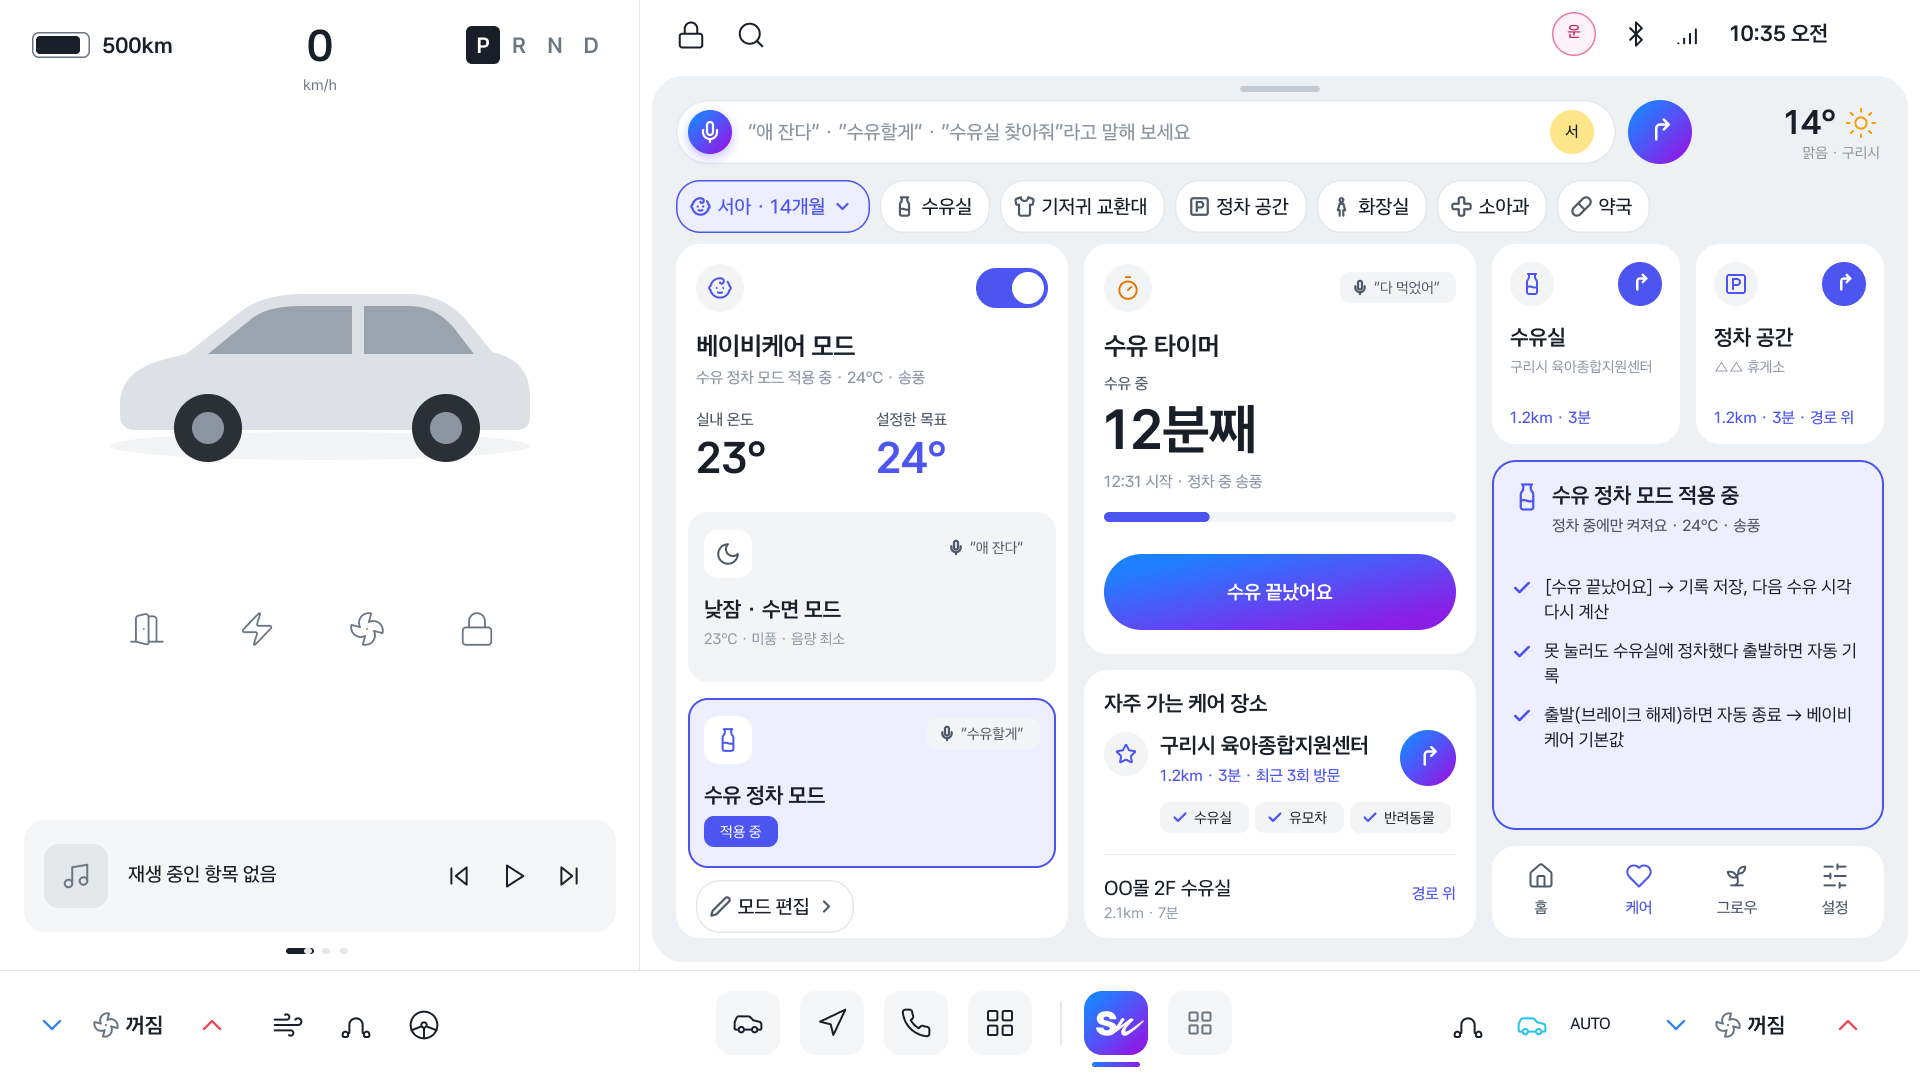 500km
0
km/h
P R N D
운
10:35 오전
"애 잔다" · "수유할게" · "수유실 찾아줘"라고 말해 보세요
서
14°
맑음 · 구리시
서아 · 14개월
수유실
기저귀 교환대
정차 공간
화장실
소아과
약국
베이비케어 모드
수유 정차 모드 적용 중 · 24°C · 송풍
실내 온도
23°
설정한 목표
24°
"애 잔다"
낮잠 · 수면 모드
23°C · 미풍 · 음량 최소
"수유할게"
수유 정차 모드
적용 중
모드 편집
"다 먹었어"
수유 타이머
수유 중
12분째
12:31 시작 · 정차 중 송풍
수유 끝났어요
자주 가는 케어 장소
구리시 육아종합지원센터
1.2km · 3분 · 최근 3회 방문
수유실
유모차
반려동물
OO몰 2F 수유실
2.1km · 7분
경로 위
수유실
구리시 육아종합지원센터
1.2km · 3분
정차 공간
△△ 휴게소
1.2km · 3분 · 경로 위
수유 정차 모드 적용 중
정차 중에만 켜져요 · 24°C · 송풍
[수유 끝났어요] → 기록 저장, 다음 수유 시각
다시 계산
못 눌러도 수유실에 정차했다 출발하면 자동 기
록
출발(브레이크 해제)하면 자동 종료 → 베이비
케어 기본값
홈
케어
그로우
설정
재생 중인 항목 없음
꺼짐
Su
AUTO
꺼짐